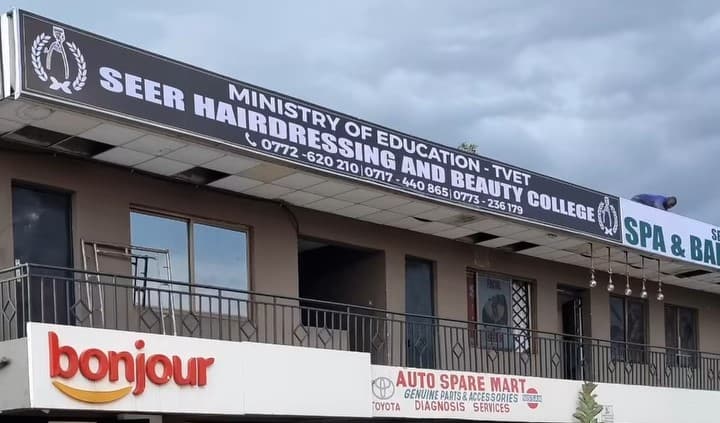 MINISTRY OF EDUCATION - TVET
SEER HAIRDRESSING AND BEAUTY COLLEGE
0772 -620 210 | 0717 - 440 865 | 0773 - 236 179
SPA &
bonjour
AUTO SPARE MART
GENUINE PARTS & ACCESSORIES
TOYOTA DIAGNOSIS SERVICES
NISSAN